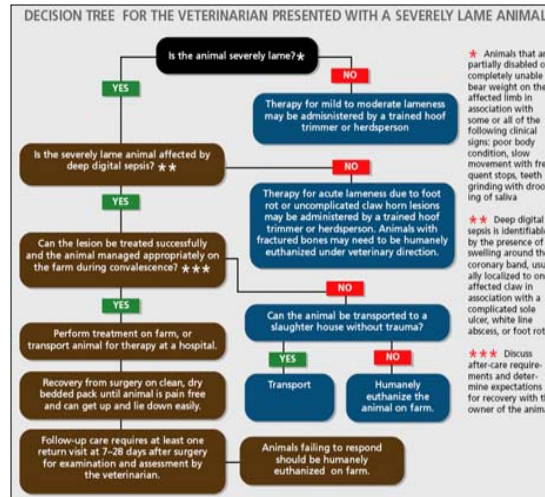 DECISION TREE FOR THE VETERINARIAN PRESENTED WITH A SEVERELY LAME ANIMAL
Is the animal severely lame?*
YES
NO
Therapy for mild to moderate lameness
may be administered by a trained hoof
trimmer or herdsperson
Is the severely lame animal affected by
deep digital sepsis? **
YES
NO
Therapy for acute lameness due to foot
rot or uncomplicated claw horn lesions
may be administered by a trained hoof
trimmer or herdsperson. Animals with
fractured bones may need to be humanely
euthanized under veterinary direction.
Can the lesion be treated successfully
and the animal managed appropriately on
the farm during convalescence? ***
YES
NO
Perform treatment on farm, or
transport animal for therapy at a hospital.
Can the animal be transported to a
slaughter house without trauma?
YES
NO
Transport
Humanely
euthanize the
animal on farm.
Recovery from surgery on clean, dry
bedded pack until animal is pain free
and can get up and lie down easily.
Follow-up care requires at least one
return visit at 7–28 days after surgery
for examination and assessment by
the veterinarian.
Animals failing to respond
should be humanely
euthanized on farm.
* Animals that
partially disabled
completely unable
bear weight on the
affected limb in
association with
some or all of the
following clinical
signs: poor body
condition, slow
movement with fre
quent stops, teeth
grinding with droo
ing of saliva
** Deep digital
sepsis is identifiable
by the presence of
swelling around the
coronary band, usu
ally localized to on
affected claw in
association with a
complicated sole
ulcer, white line
abscess, or foot rot
*** Discuss
after-care require-
ments and deter-
mine expectations
for recovery with th
owner of the anima